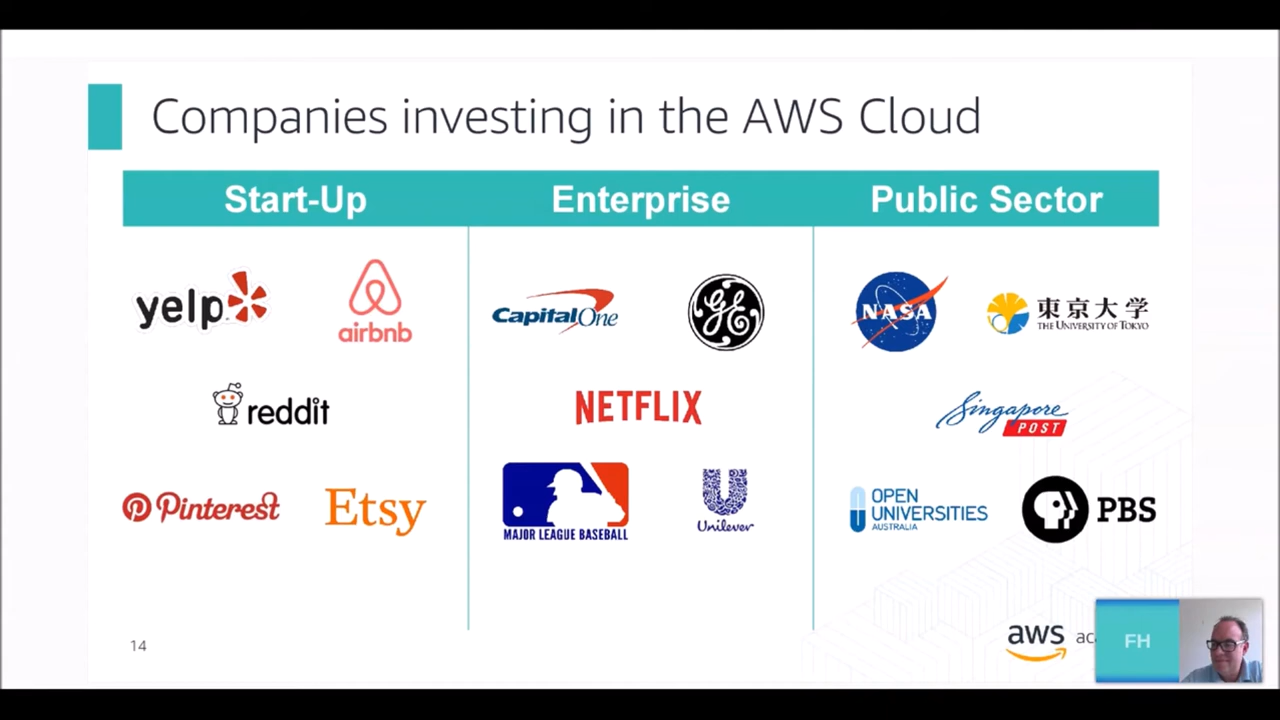 Companies investing in the AWS Cloud
Start-Up
Enterprise
Public Sector
yelp
airbnb
Capital One
GE
NASA
東京大学
THE UNIVERSITY OF TOKYO
reddit
NETFLIX
Singapore
POST
Pinterest
Etsy
MAJOR LEAGUE BASEBALL
Unilever
OPEN
UNIVERSITIES
AUSTRALIA
PBS
14
aws
FH